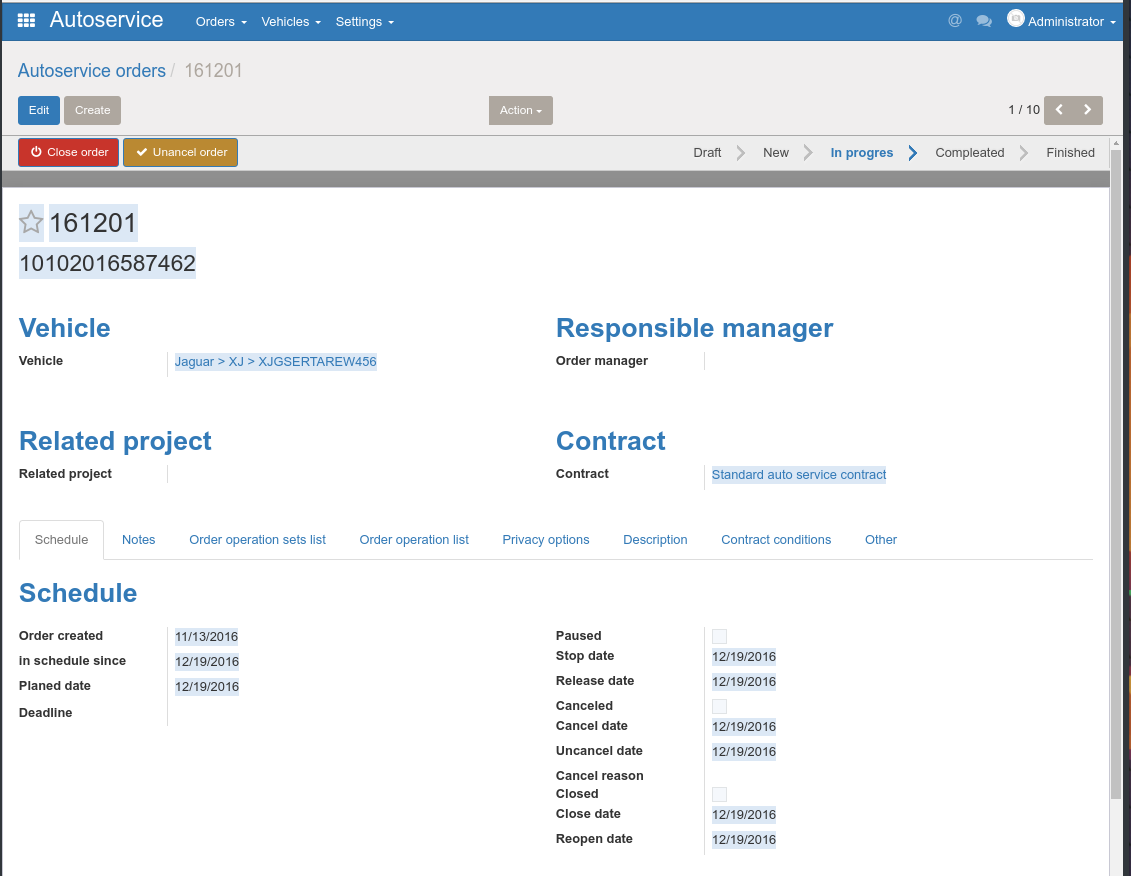 Autoservice Orders Vehicles Settings @ Administrator
Autoservice orders / 161201
Edit Create Action 1 / 10
Close order Unancel order Draft New In progres Compleated Finished
161201
10102016587462
Vehicle Responsible manager
Vehicle Jaguar > XJ > XJGSERTAREW456 Order manager
Related project Contract
Related project Contract Standard auto service contract
Schedule Notes Order operation sets list Order operation list Privacy options Description Contract conditions Other
Schedule
Order created 11/13/2016 Paused
in schedule since 12/19/2016 Stop date 12/19/2016
Planed date 12/19/2016 Release date 12/19/2016
Deadline Canceled
Cancel date 12/19/2016
Uncancel date 12/19/2016
Cancel reason
Closed
Close date 12/19/2016
Reopen date 12/19/2016